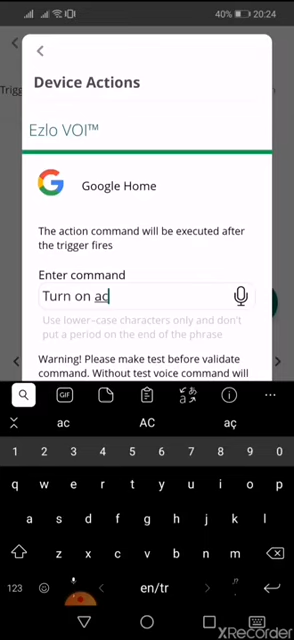 40% 20:24
Trigg
Device Actions
Ezlo VOI™
Google Home
The action command will be executed after
the trigger fires
Enter command
Turn on ac
Use lower-case characters only and don't
put a period on the end of the phrase
Warning! Please make test before validate
command. Without test voice command will
GIF
ac AC aç
1 2 3 4 5 6 7 8 9 0
q w e r t y u i o p
a s d f g h j k l
z x c v b n m
123 en/tr
XRECORDER